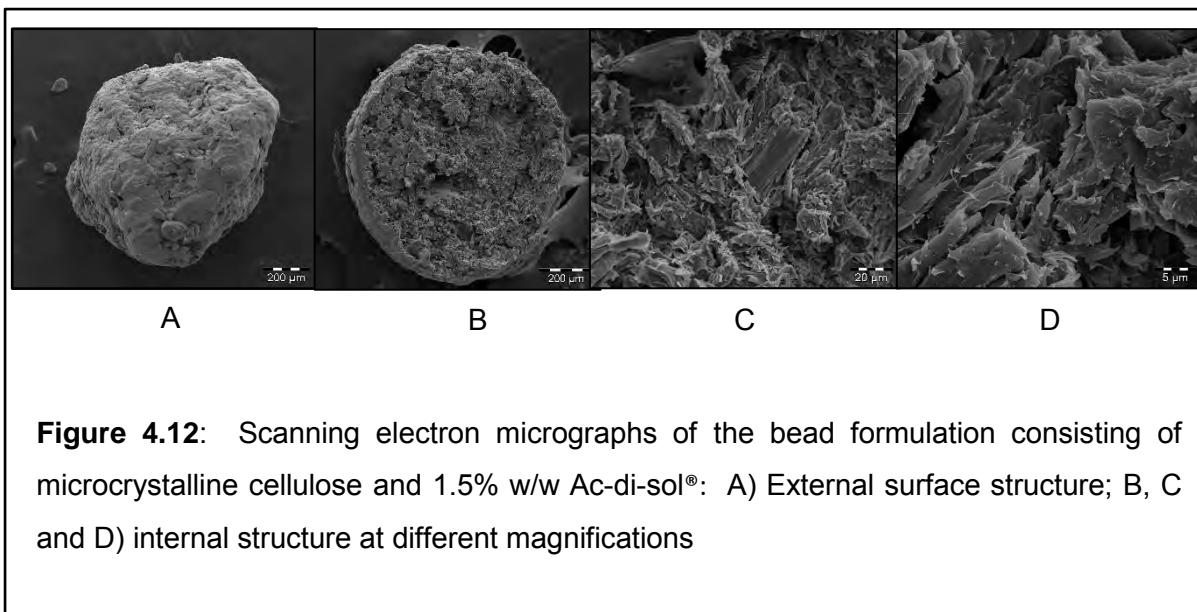 200 µm 200 µm 20 µm 5 µm
A B C D
Figure 4.12: Scanning electron micrographs of the bead formulation consisting of
microcrystalline cellulose and 1.5% w/w Ac-di-sol®: A) External surface structure; B, C
and D) internal structure at different magnifications